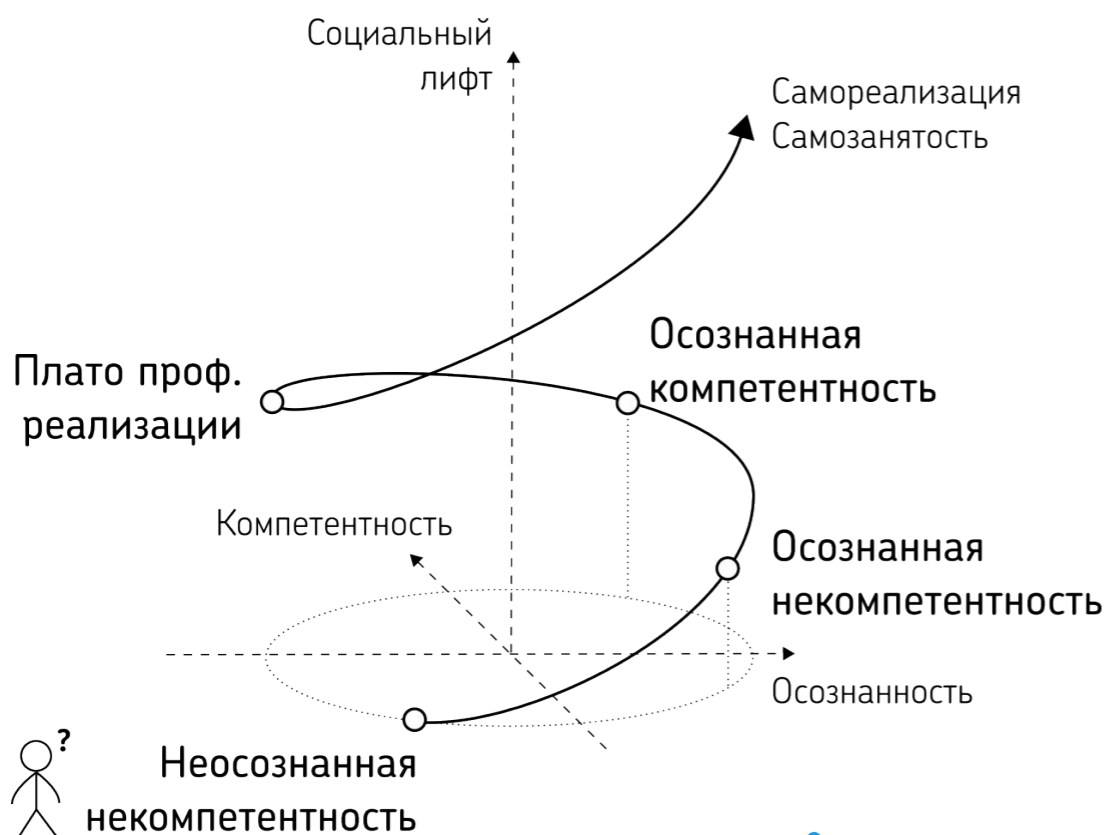 Социальный
лифт
Самореализация
Самозанятость
Осознанная
компетентность
Плато проф.
реализации
Компетентность
Осознанная
некомпетентность
Осознанность
?
Неосознанная
некомпетентность